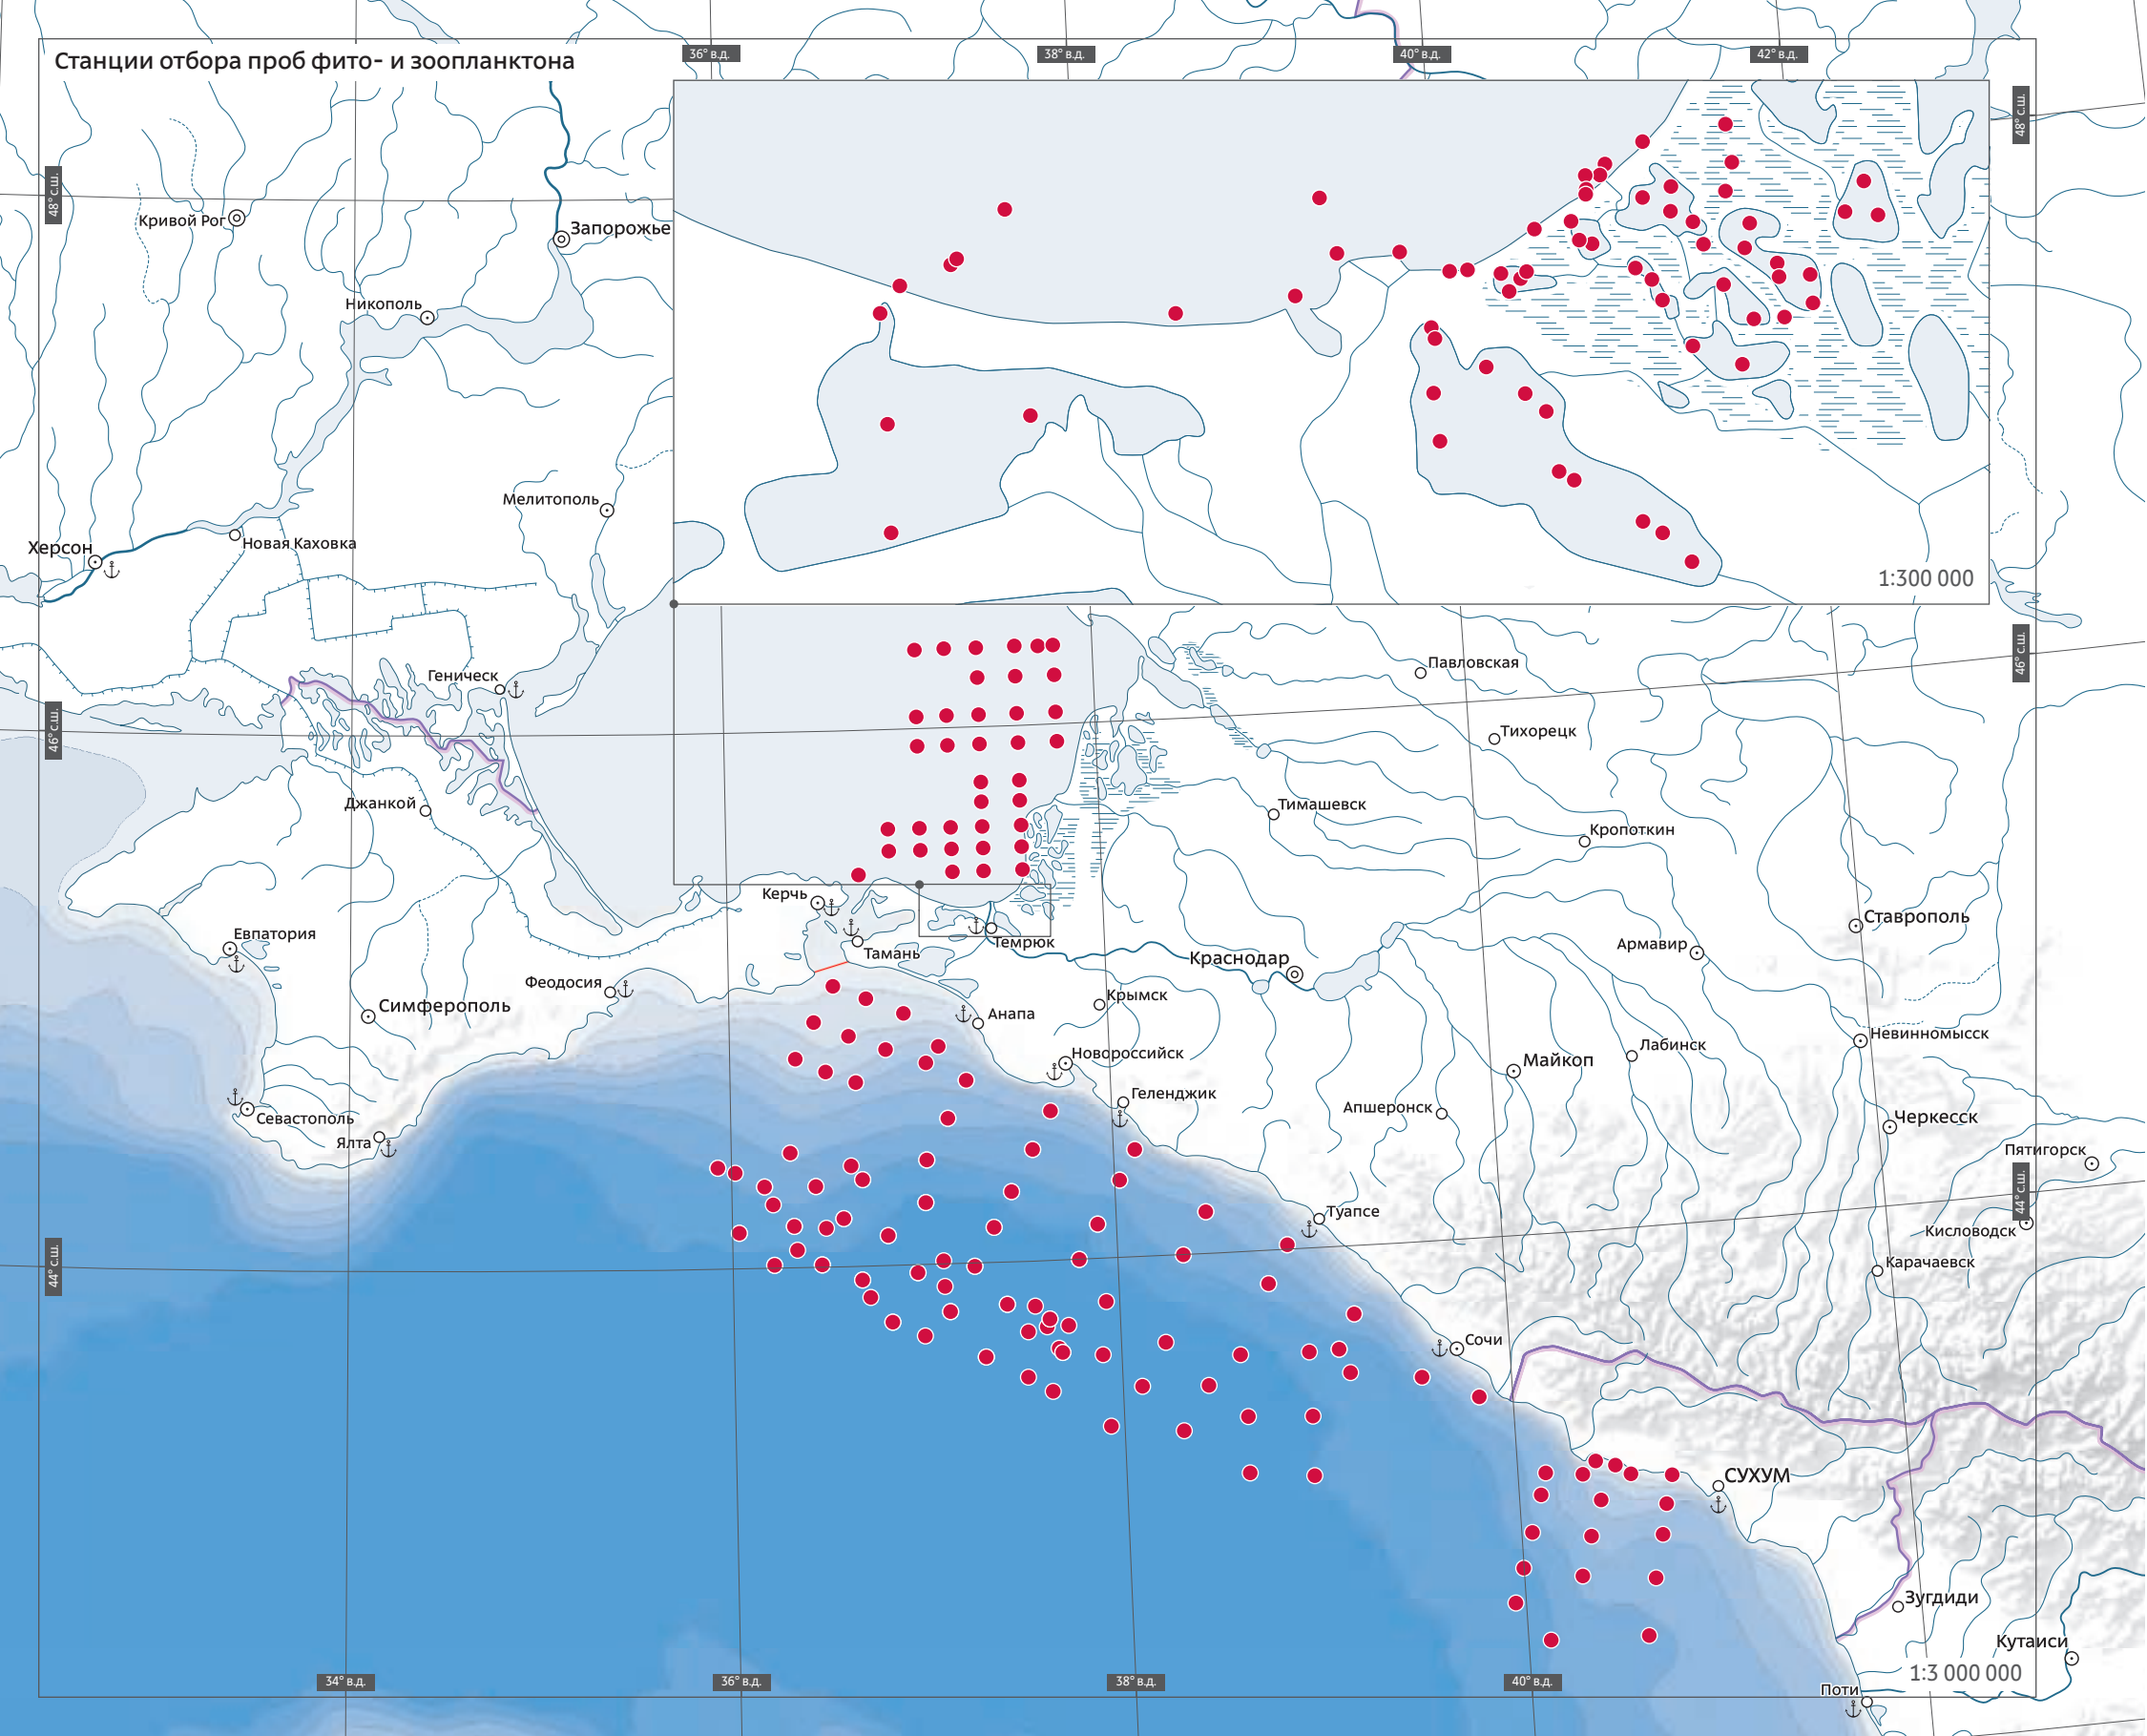 Станции отбора проб фито- и зоопланктона
36° в.д.
38° в.д.
40° в.д.
42° в.д.
48° с.ш.
48° с.ш.
Кривой Рог
Запорожье
Никополь
Мелитополь
Херсон
Новая Каховка
1:300 000
46° с.ш.
46° с.ш.
Геническ
Павловская
Тихорецк
Джанкой
Тимашевск
Кропоткин
Керчь
Ставрополь
Евпатория
Темрюк
Армавир
Тамань
Краснодар
Феодосия
Крымск
Симферополь
Анапа
Невинномысск
Лабинск
Новороссийск
Майкоп
Геленджик
Апшеронск
Севастополь
Черкесск
Ялта
Пятигорск
44° с.ш.
44° с.ш.
Туапсе
Кисловодск
Карачаевск
Сочи
СУХУМ
Зугдиди
Кутаиси
1:3 000 000
34° в.д.
36° в.д.
38° в.д.
40° в.д.
Поти